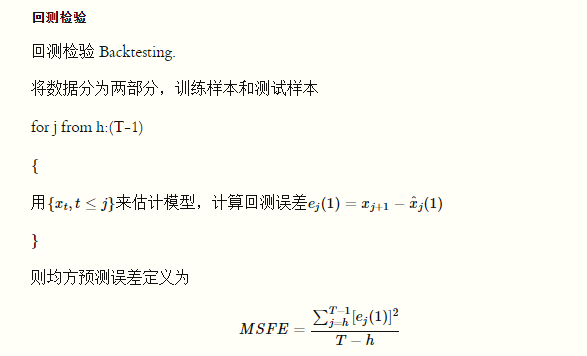 回测检验
回测检验 Backtesting.
将数据分为两部分，训练样本和测试样本
for j from h:(T-1)
{
用{x_t, t ≤ j}来估计模型，计算回测误差e_j(1) = x_{j+1} − x̂_j(1)
}
则均方预测误差定义为
MSFE = \frac{\sum_{j=h}^{T-1}[e_j(1)]^2}{T-h}